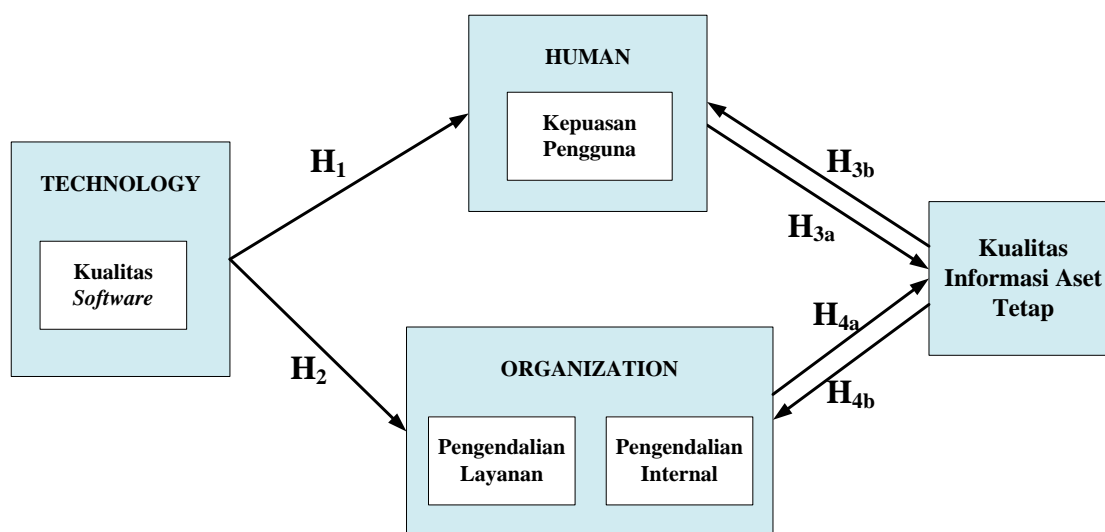 HUMAN
Kepuasan
Pengguna
TECHNOLOGY
Kualitas
Software
H1
H2
H3b
H3a
H4a
H4b
Kualitas
Informasi Aset
Tetap
ORGANIZATION
Pengendalian
Layanan
Pengendalian
Internal